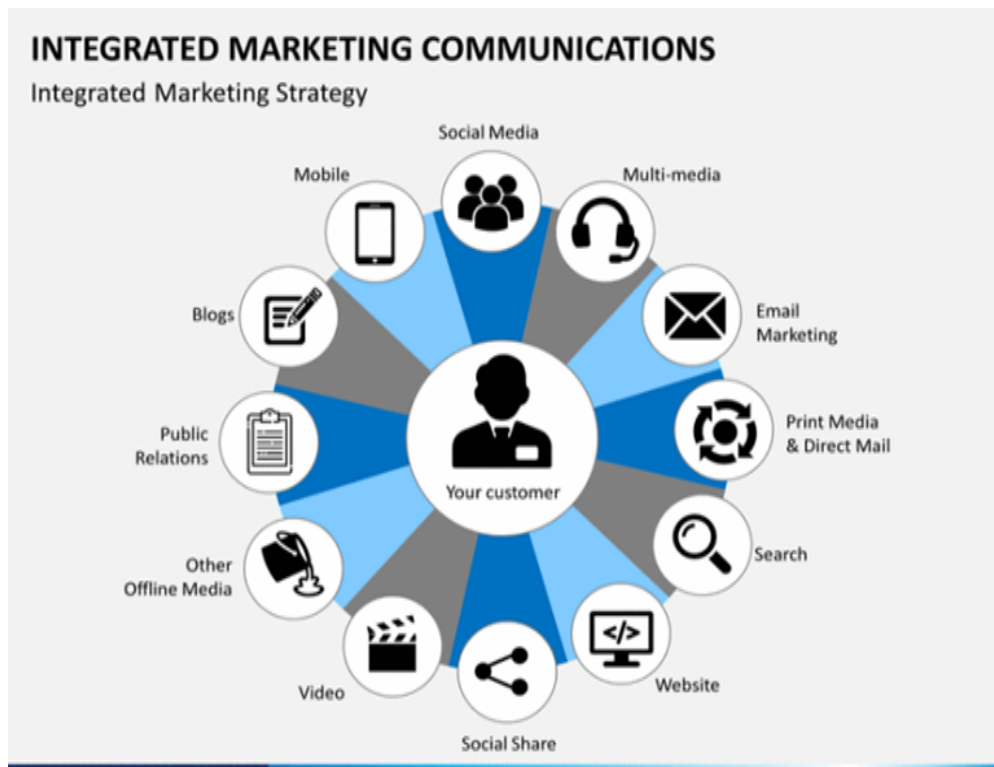 INTEGRATED MARKETING COMMUNICATIONS
Integrated Marketing Strategy
Social Media
Mobile
Multi-media
Blogs
Email
Marketing
Print Media
& Direct Mail
Public
Relations
Your customer
Search
Other
Offline Media
</>
Website
Video
Social Share